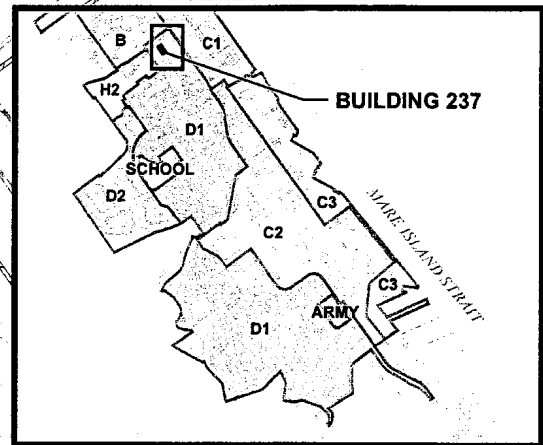 B
C1
H2
BUILDING 237
D1
SCHOOL
D2
C3
MARE ISLAND STRAIT
C2
C3
ARMY
D1